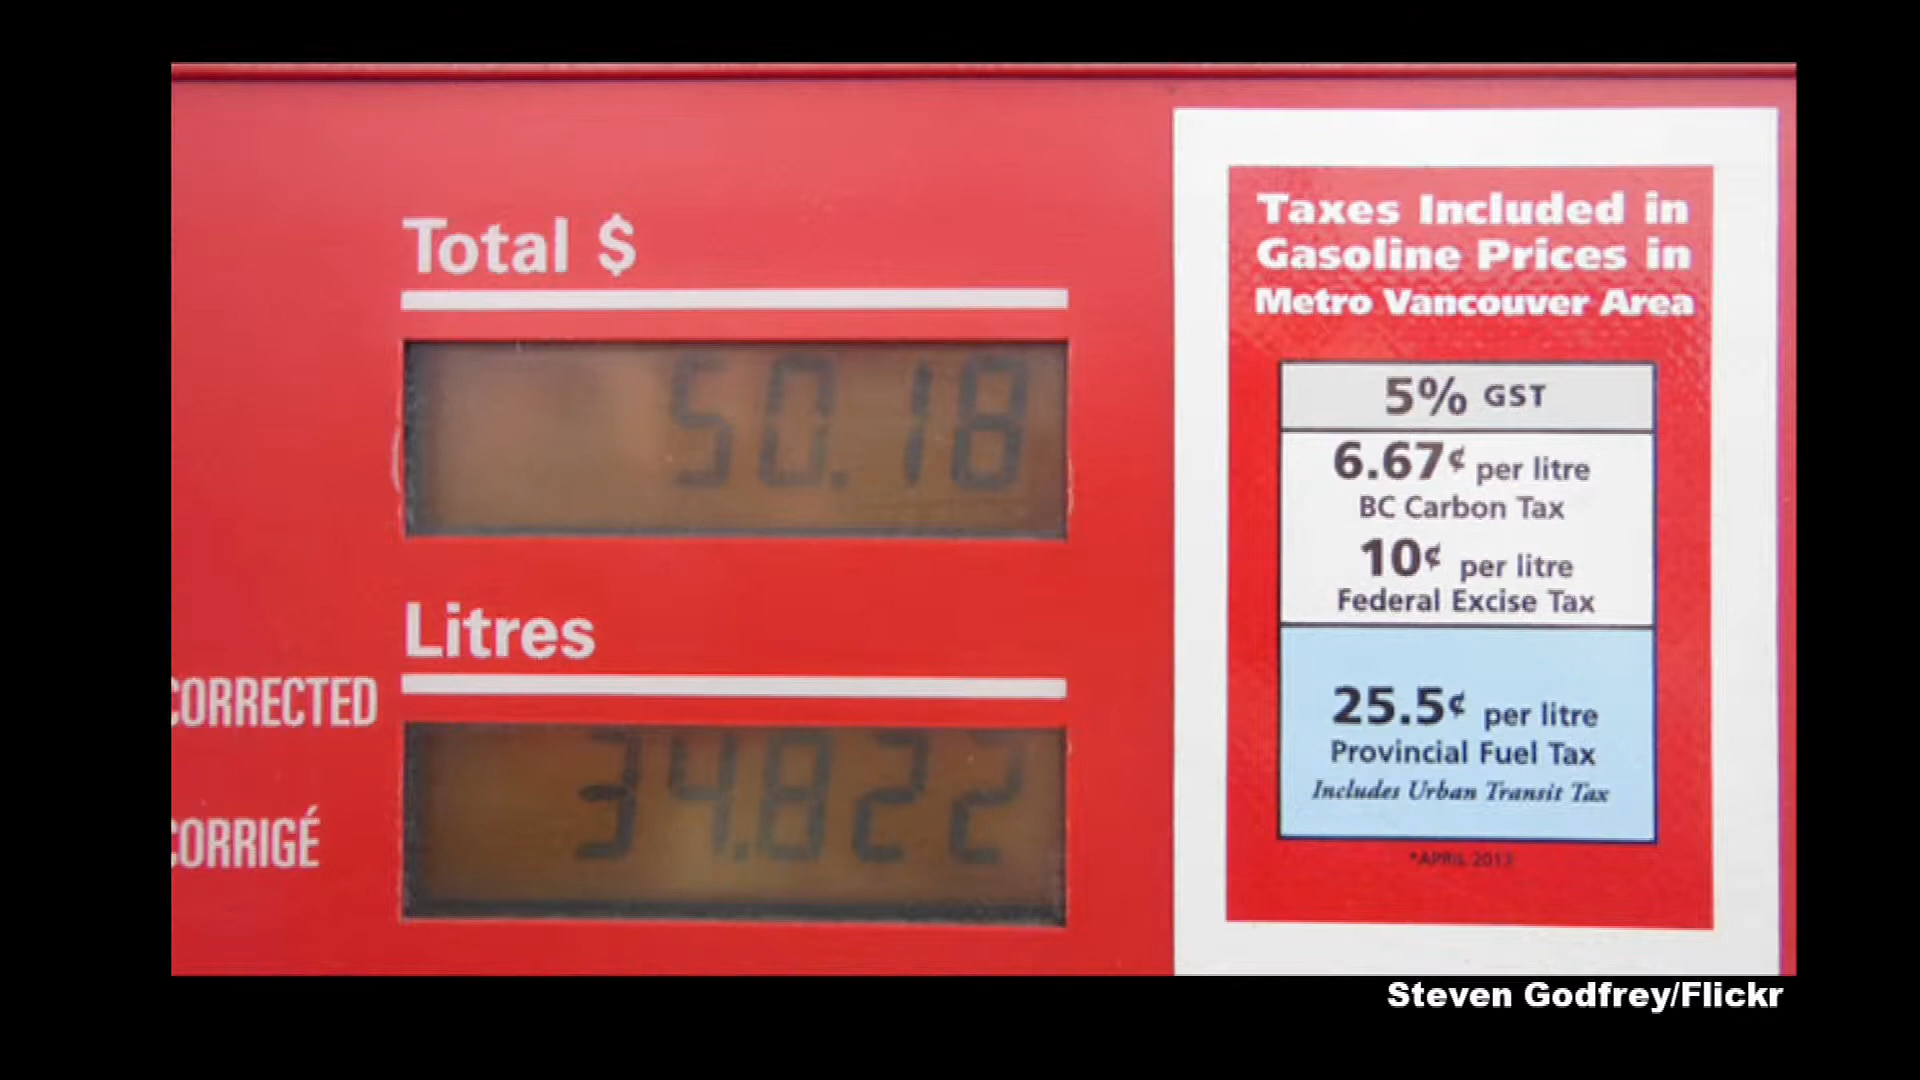 Total $
50.18
Litres
CORRECTED
CORRIGÉ
34.822
Taxes Included in
Gasoline Prices in
Metro Vancouver Area
5% GST
6.67¢ per litre
BC Carbon Tax
10¢ per litre
Federal Excise Tax
25.5¢ per litre
Provincial Fuel Tax
Includes Urban Transit Tax
*APRIL 2013
Steven Godfrey/Flickr